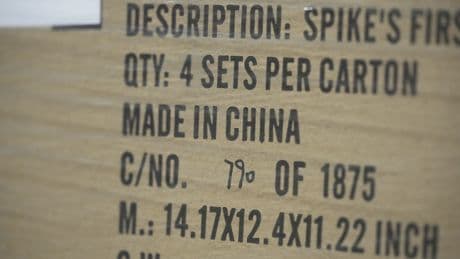 DESCRIPTION: SPIKE'S FIRS
QTY: 4 SETS PER CARTON
MADE IN CHINA
C/NO. 790 OF 1875
M.: 14.17X12.4X11.22 INCH